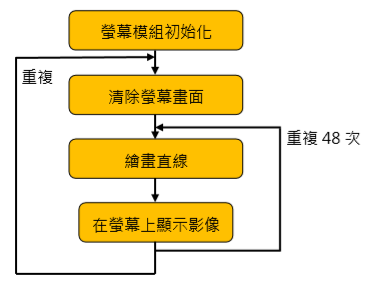 螢幕模組初始化
重複
清除螢幕畫面
重複 48 次
繪畫直線
在螢幕上顯示影像